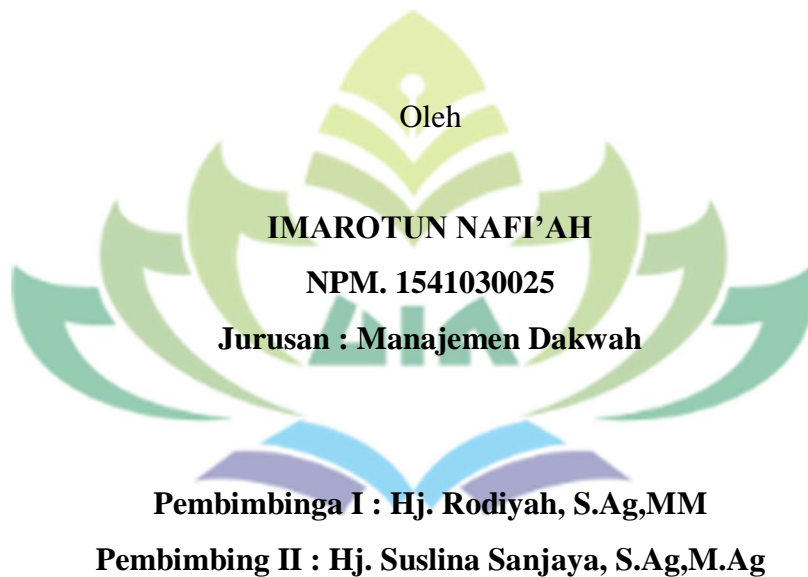 Oleh
IMAROTUN NAFI’AH
NPM. 1541030025
Jurusan : Manajemen Dakwah
Pembimbinga I : Hj. Rodiyah, S.Ag,MM
Pembimbing II : Hj. Suslina Sanjaya, S.Ag,M.Ag